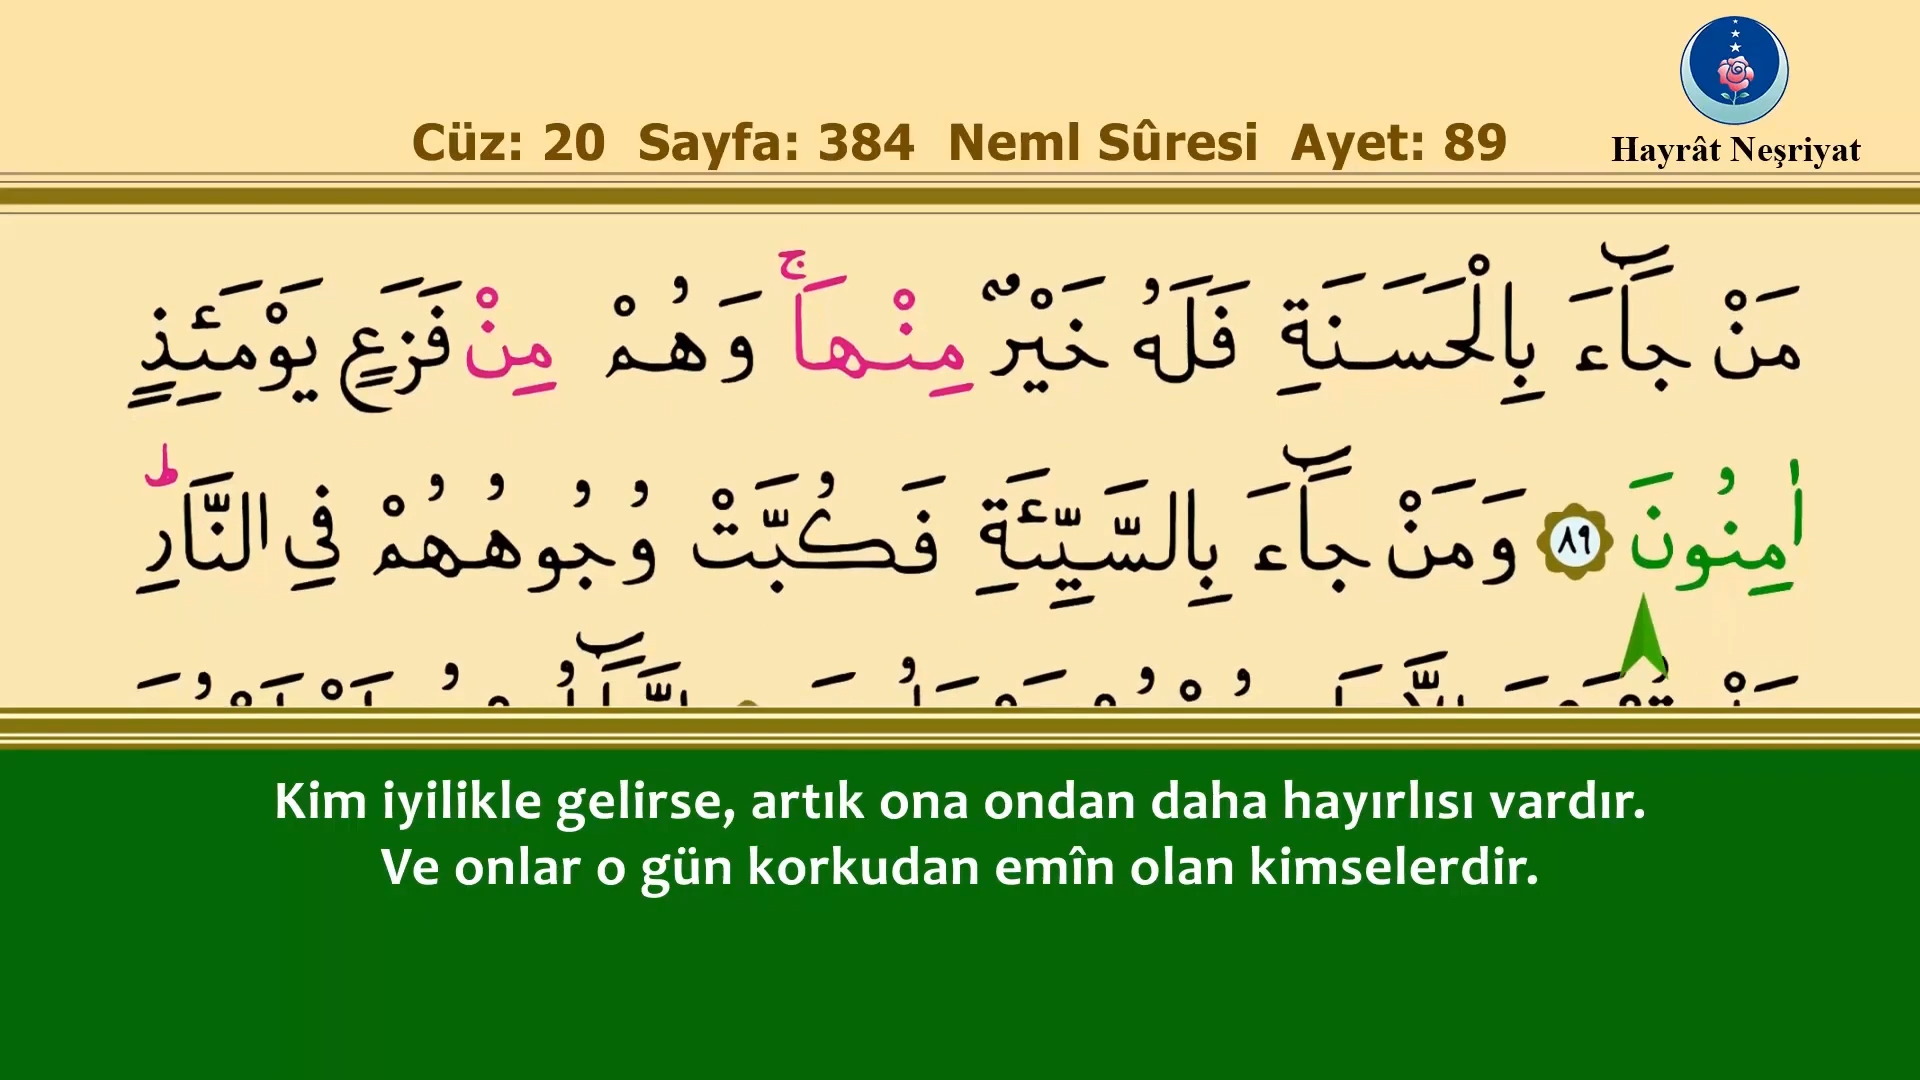 Cüz: 20 Sayfa: 384 Neml Sûresi Ayet: 89
Hayrât Neşriyat
مَنْ جَٓاءَ بِالْحَسَنَةِ فَلَهُ خَيْرٌ مِنْهَاۚ وَهُمْ مِنْ فَزَعٍ يَوْمَئِذٍ
اٰمِنُونَ ﴿٨٩﴾ وَمَنْ جَٓاءَ بِالسَّيِّئَةِ فَكُبَّتْ وُجُوهُهُمْ فِي النَّارِۜ
Kim iyilikle gelirse, artık ona ondan daha hayırlısı vardır.
Ve onlar o gün korkudan emîn olan kimselerdir.